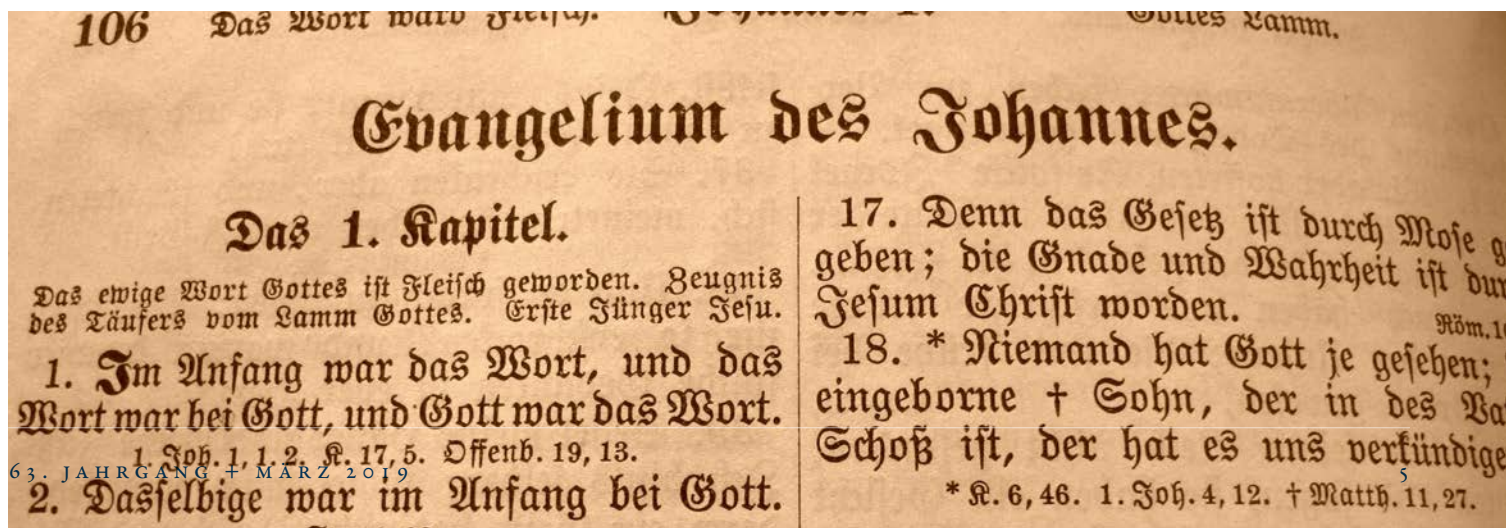 106 Das Wort ward Fleisch. Johannes 1. Gottes Lamm.
Evangelium des Johannes.
Das 1. Kapitel.
Das ewige Wort Gottes ist Fleisch geworden. Zeugnis
des Täufers vom Lamm Gottes. Erste Jünger Jesu.
1. Im Anfang war das Wort, und das
Wort war bei Gott, und Gott war das Wort.
1. Joh. 1, 1. 2. K. 17, 5. Offenb. 19, 13.
2. Dasselbige war im Anfang bei Gott.
17. Denn das Gesetz ist durch Mose
geben; die Gnade und Wahrheit ist
Jesum Christ worden.
Röm.
18. * Niemand hat Gott je gesehen;
eingeborne † Sohn, der in des
Schoß ist, der hat es uns
* K. 6, 46. 1. Joh. 4, 12. † Matth. 11, 27.
63. JAHRGANG + MÄRZ 2019
5